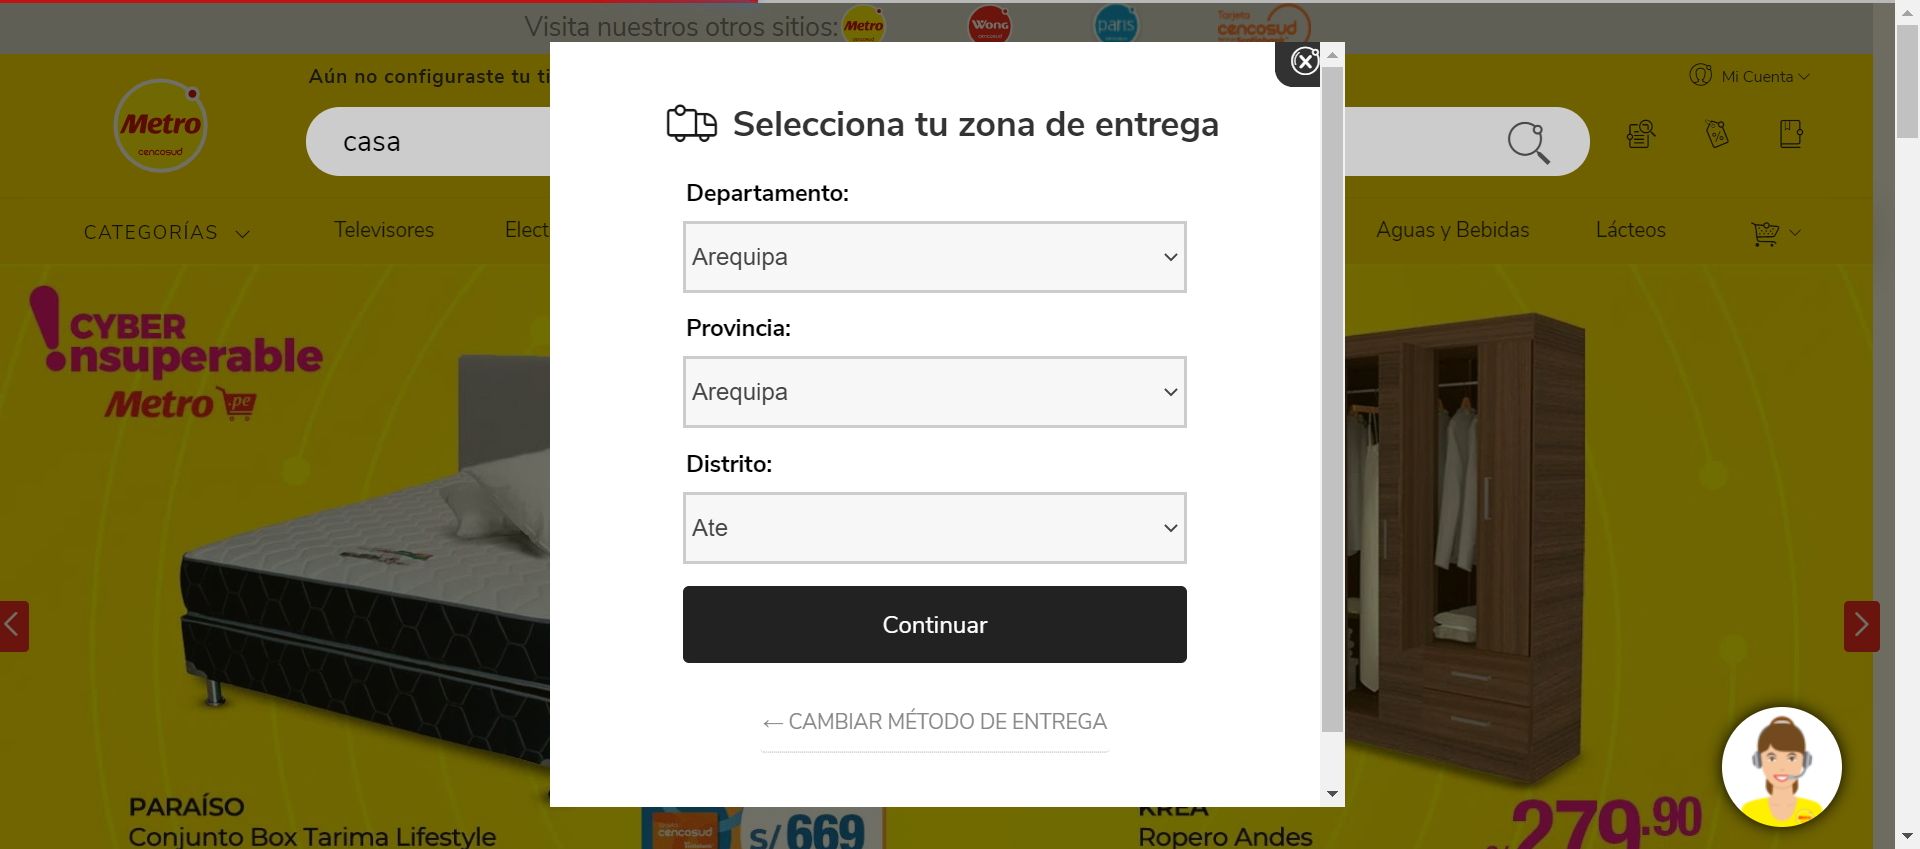 Visita nuestros otros sitios:
Metro
cencosud
Wong
cencosud
paris
cencosud
Tarjeta
cencosud
Aún no configuraste tu ti
Mi Cuenta
Metro
cencosud
casa
CATEGORÍAS
Televisores
Elect
Aguas y Bebidas
Lácteos
Selecciona tu zona de entrega
Departamento:
Arequipa
Provincia:
Arequipa
Distrito:
Ate
Continuar
← CAMBIAR MÉTODO DE ENTREGA
CYBER
!nsuperable
Metro .pe
PARAÍSO
Conjunto Box Tarima Lifestyle
cencosud
S/ 669
KREA
Ropero Andes
279.90